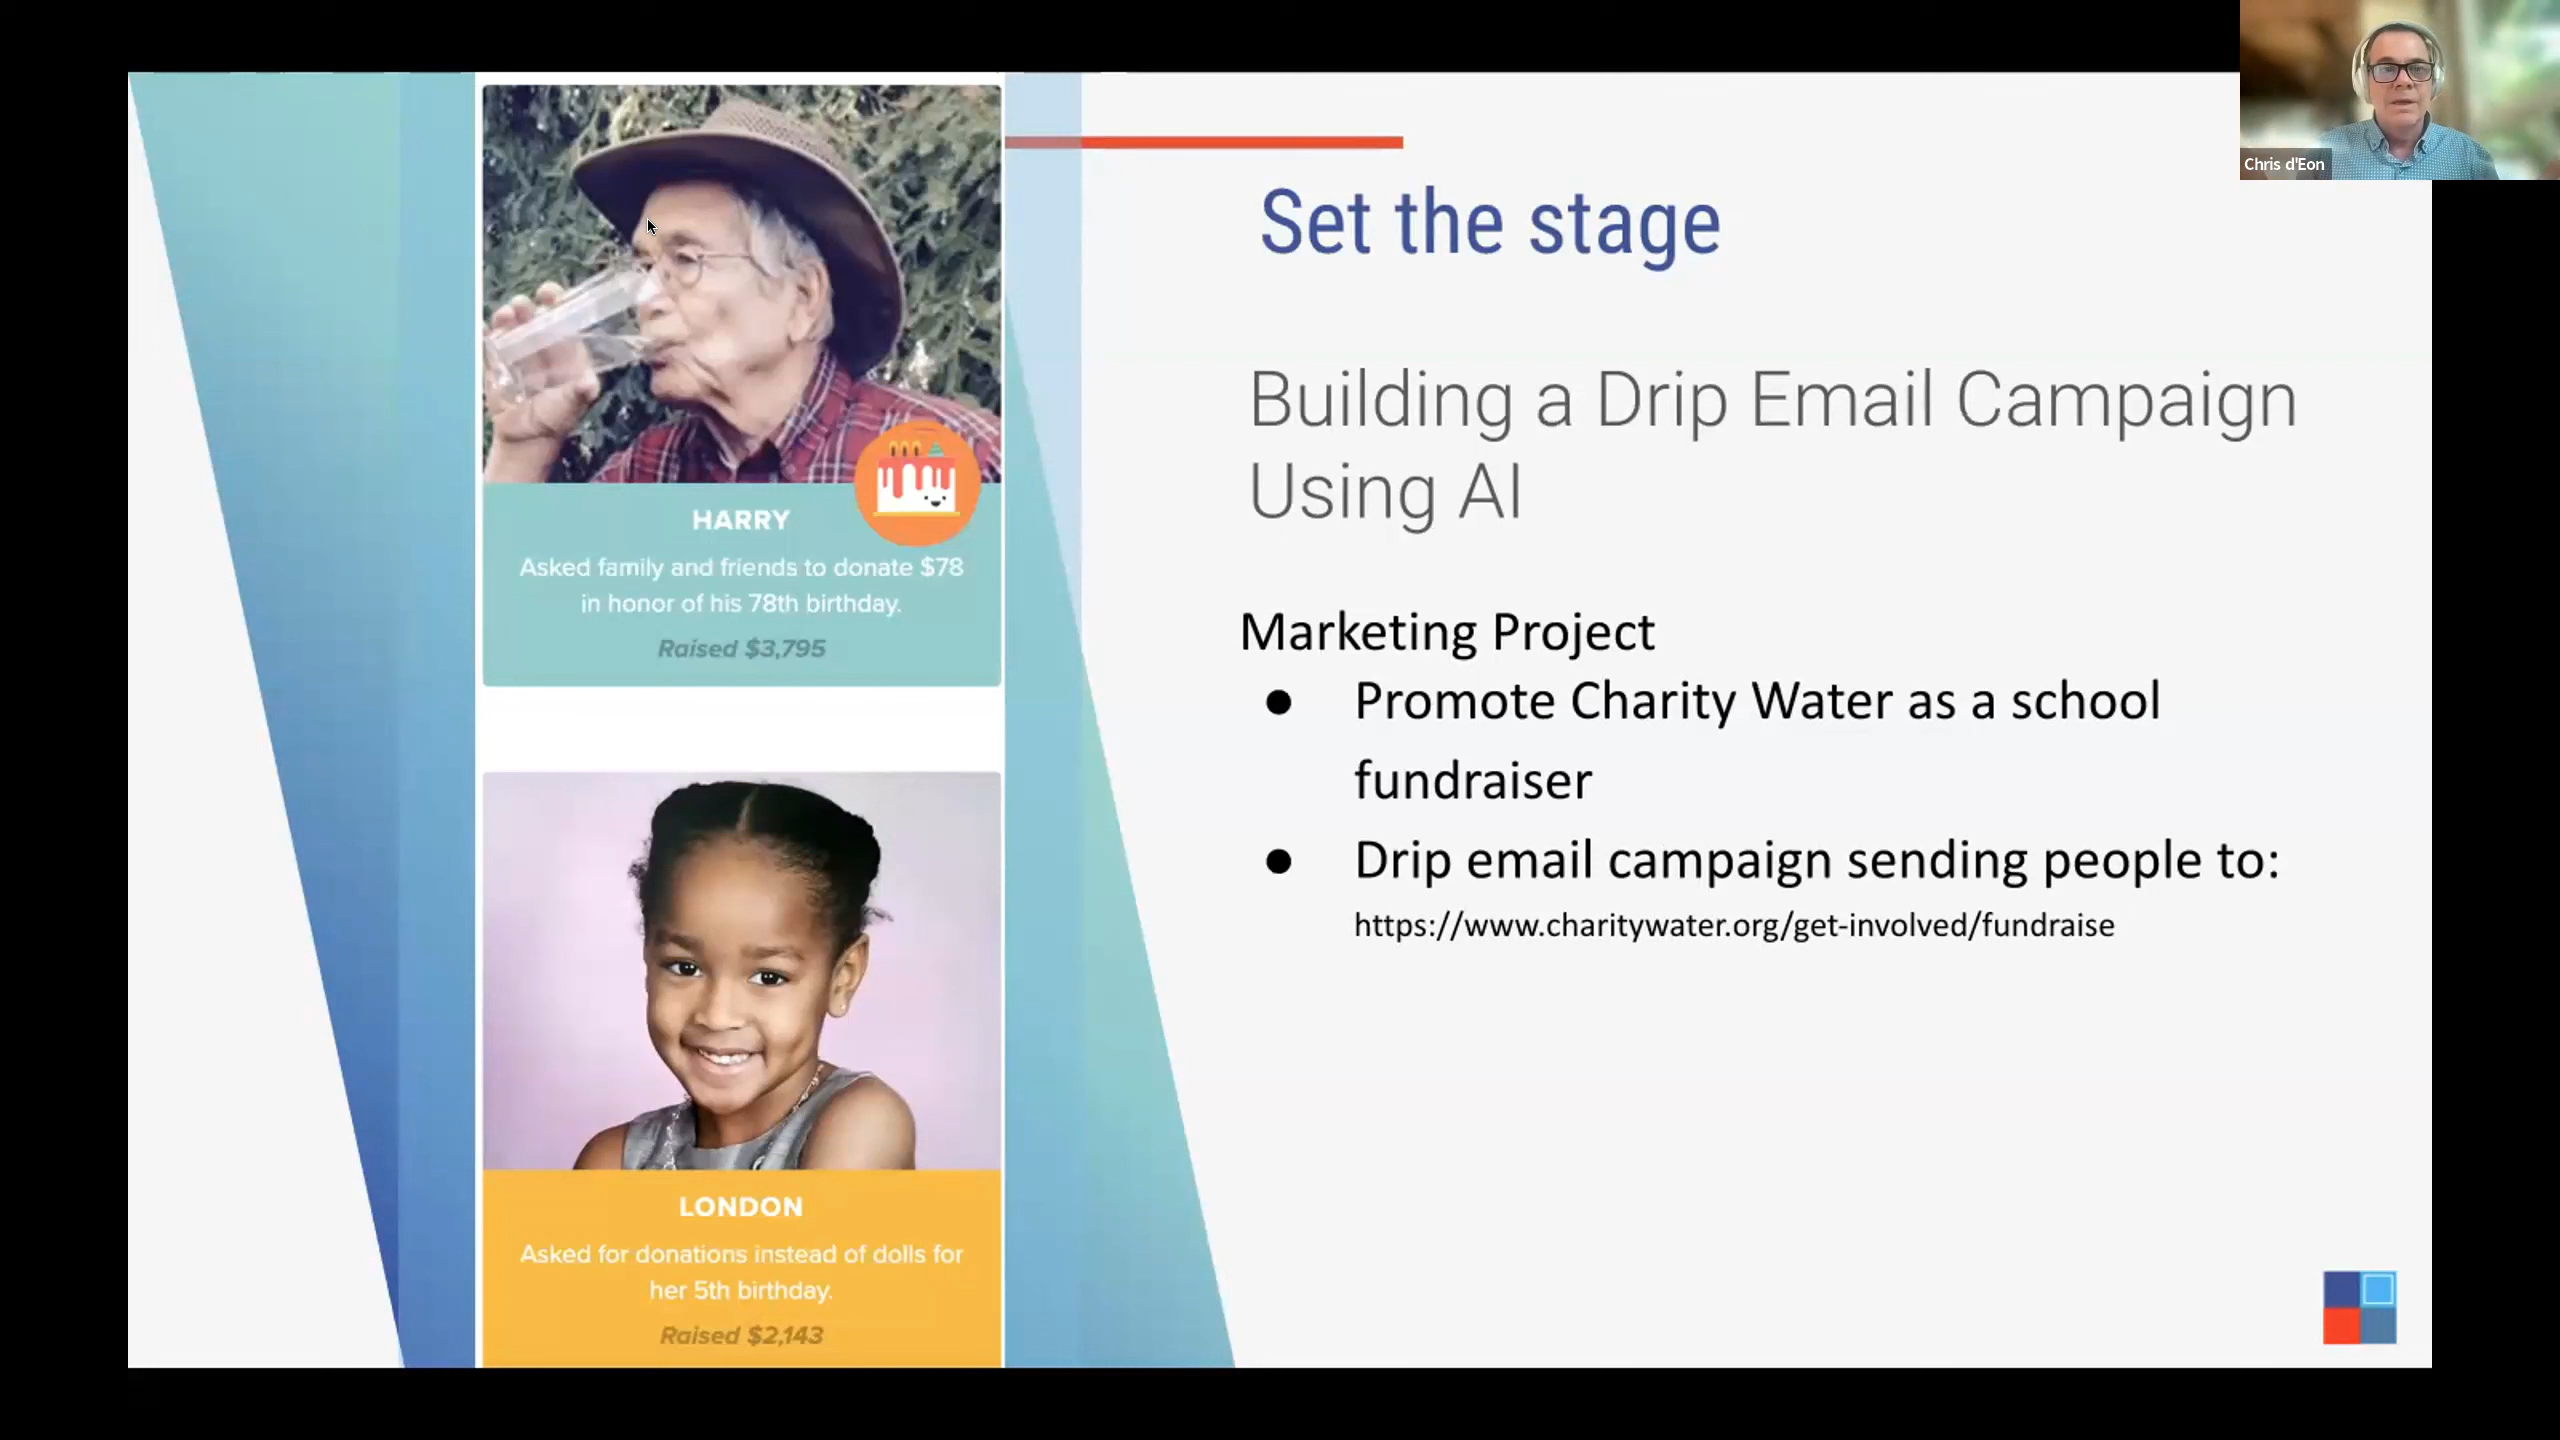 Chris d'Eon
Set the stage
Building a Drip Email Campaign
Using AI
Marketing Project
● Promote Charity Water as a school
fundraiser
● Drip email campaign sending people to:
https://www.charitywater.org/get-involved/fundraise
HARRY
Asked family and friends to donate $78
in honor of his 78th birthday.
Raised $3,795
LONDON
Asked for donations instead of dolls for
her 5th birthday.
Raised $2,143